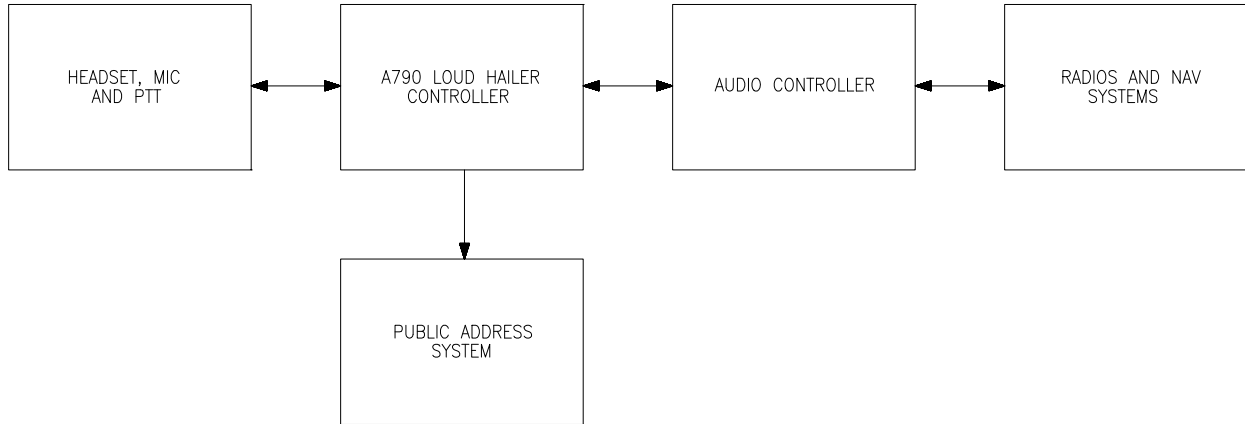 HEADSET, MIC
AND PTT
A790 LOUD HAILER
CONTROLLER
AUDIO CONTROLLER
RADIOS AND NAV
SYSTEMS
PUBLIC ADDRESS
SYSTEM